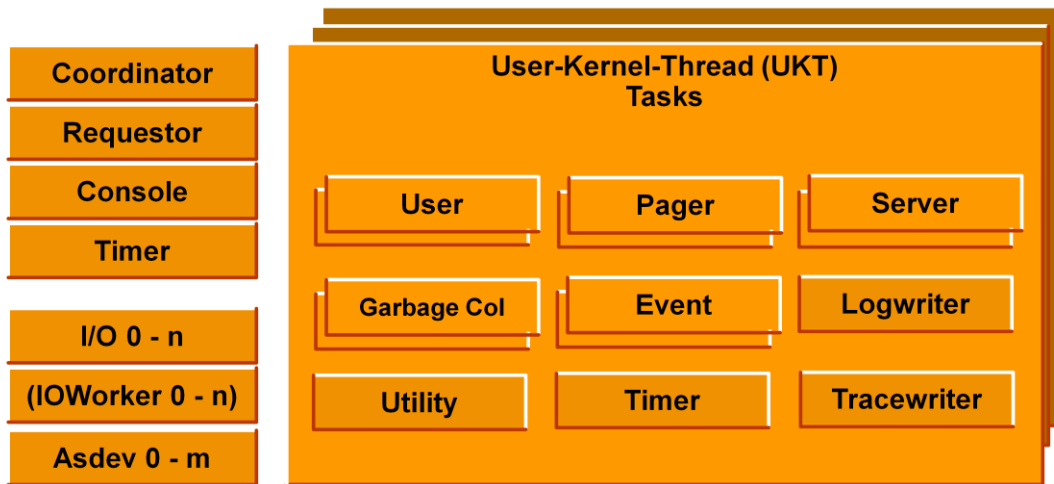 Coordinator
Requestor
Console
Timer
I/O 0 - n
(IOWorker 0 - n)
Asdev 0 - m
User-Kernel-Thread (UKT)
Tasks
User
Pager
Server
Garbage Col
Event
Logwriter
Utility
Timer
Tracewriter